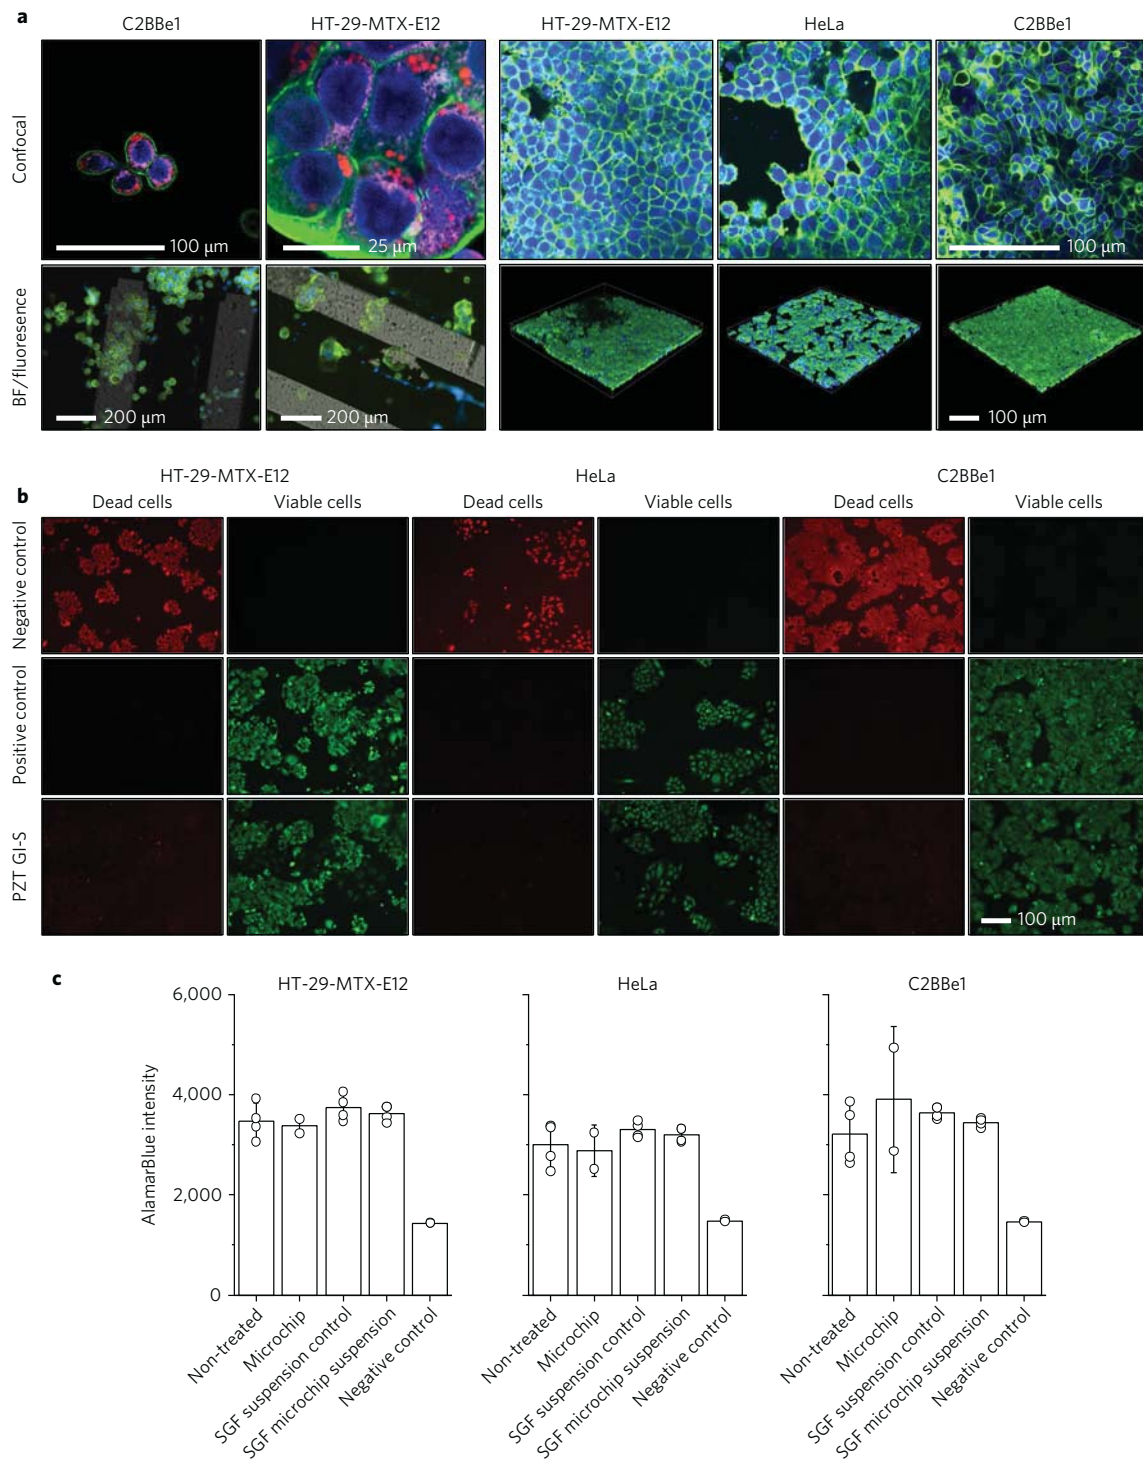 a
C2BBe1 HT-29-MTX-E12 HT-29-MTX-E12 HeLa C2BBe1
Confocal
100 μm 25 μm 100 μm
BF/fluoresence
200 μm 200 μm 100 μm
b
HT-29-MTX-E12 HeLa C2BBe1
Dead cells Viable cells Dead cells Viable cells Dead cells Viable cells
Negative control
Positive control
PZT GI-S
100 μm
c
HT-29-MTX-E12 HeLa C2BBe1
AlamarBlue intensity
6,000
4,000
2,000
0
Non-treated Microchip SGF suspension control SGF microchip suspension Negative control
Non-treated Microchip SGF suspension control SGF microchip suspension Negative control
Non-treated Microchip SGF suspension control SGF microchip suspension Negative control